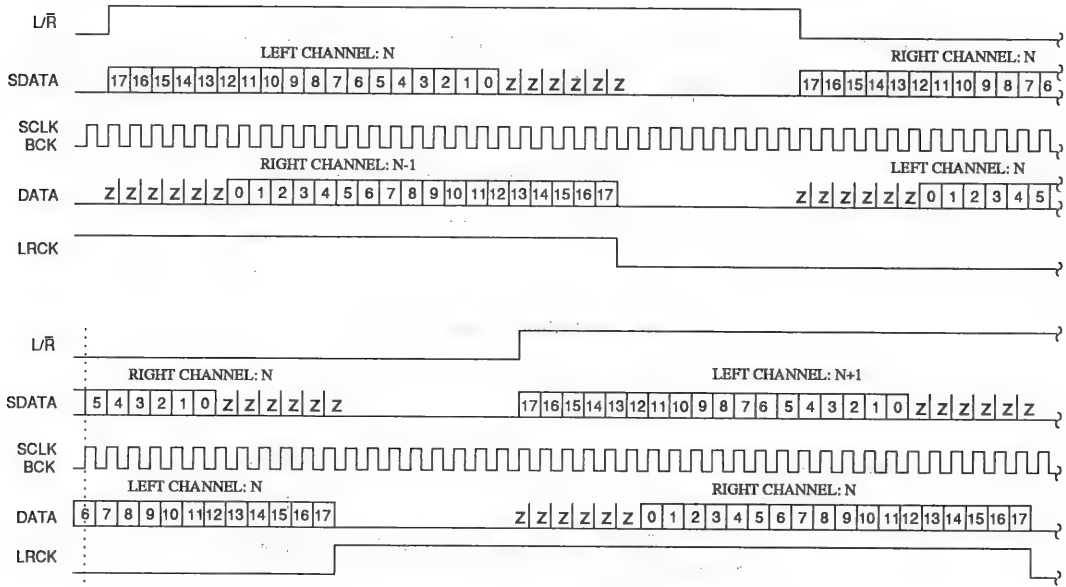 L/R̅
LEFT CHANNEL: N
RIGHT CHANNEL: N
SDATA 17 16 15 14 13 12 11 10 9 8 7 6 5 4 3 2 1 0 Z Z Z Z Z Z 17 16 15 14 13 12 11 10 9 8 7 6
SCLK
BCK
RIGHT CHANNEL: N-1
LEFT CHANNEL: N
DATA Z Z Z Z Z Z 0 1 2 3 4 5 6 7 8 9 10 11 12 13 14 15 16 17 Z Z Z Z Z Z 0 1 2 3 4 5
LRCK
L/R̅
RIGHT CHANNEL: N
LEFT CHANNEL: N+1
SDATA 5 4 3 2 1 0 Z Z Z Z Z Z 17 16 15 14 13 12 11 10 9 8 7 6 5 4 3 2 1 0 Z Z Z Z Z Z
SCLK
BCK
LEFT CHANNEL: N
RIGHT CHANNEL: N
DATA 6 7 8 9 10 11 12 13 14 15 16 17 Z Z Z Z Z Z 0 1 2 3 4 5 6 7 8 9 10 11 12 13 14 15 16 17
LRCK